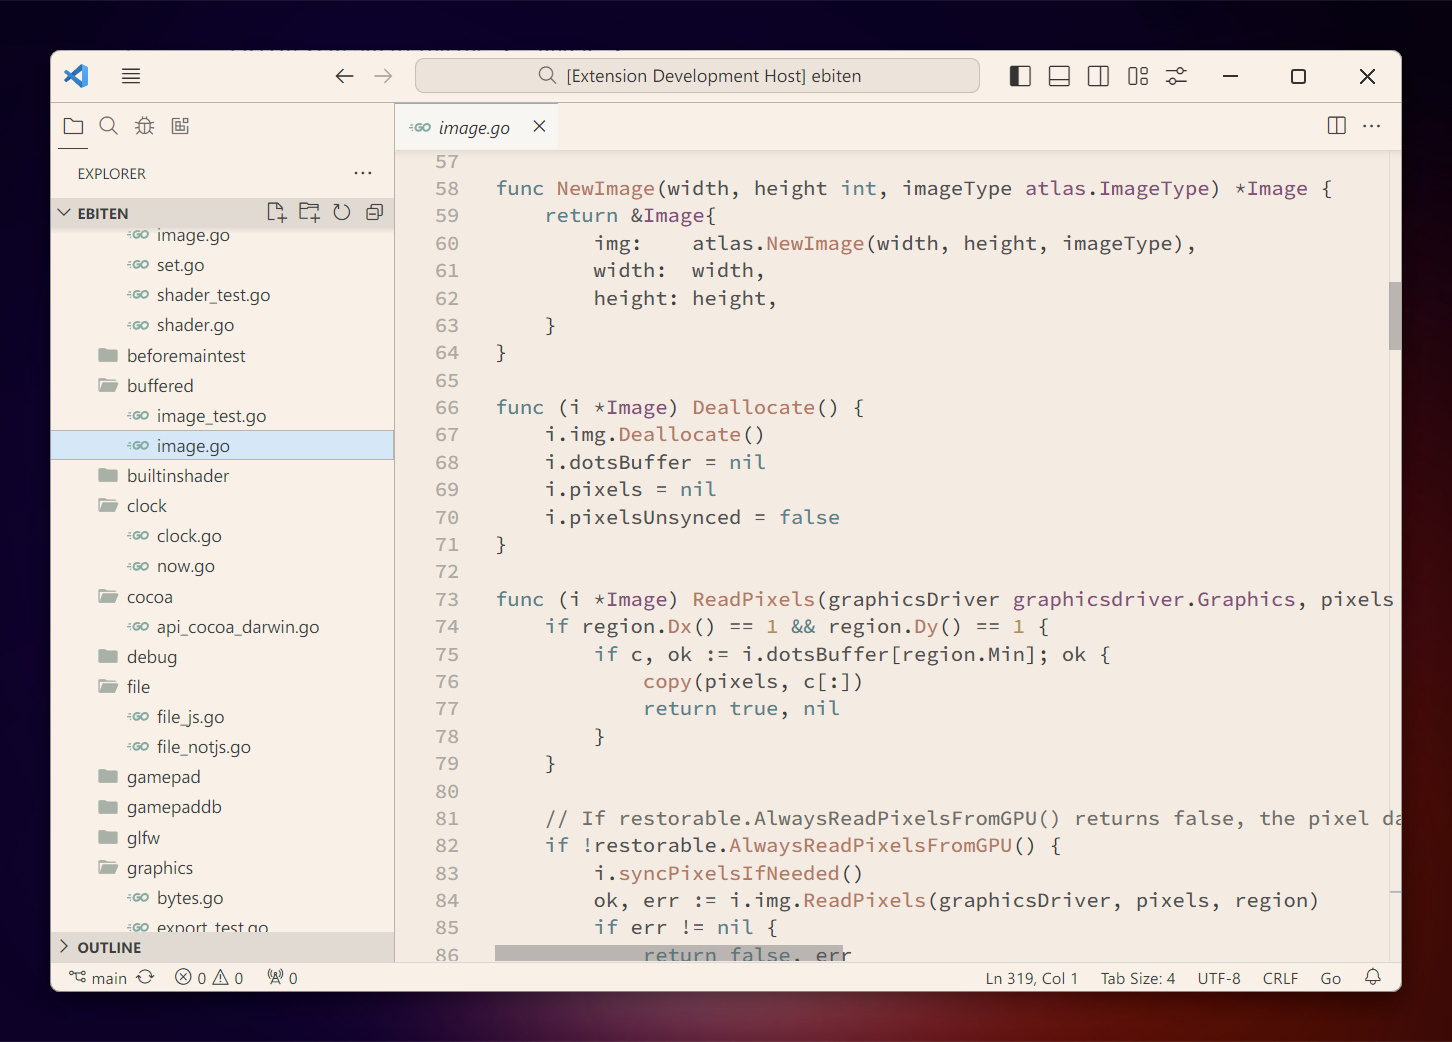 [Extension Development Host] ebiten
image.go
EXPLORER
EBITEN
image.go
set.go
shader_test.go
shader.go
beforemaintest
buffered
image_test.go
image.go
builtinshader
clock
clock.go
now.go
cocoa
api_cocoa_darwin.go
debug
file
file_js.go
file_notjs.go
gamepad
gamepaddb
glfw
graphics
bytes.go
export_test.go
OUTLINE
57
58 func NewImage(width, height int, imageType atlas.ImageType) *Image {
59 return &Image{
60 img: atlas.NewImage(width, height, imageType),
61 width: width,
62 height: height,
63 }
64 }
65
66 func (i *Image) Deallocate() {
67 i.img.Deallocate()
68 i.dotsBuffer = nil
69 i.pixels = nil
70 i.pixelsUnsynced = false
71 }
72
73 func (i *Image) ReadPixels(graphicsDriver graphicsdriver.Graphics, pixels
74 if region.Dx() == 1 && region.Dy() == 1 {
75 if c, ok := i.dotsBuffer[region.Min]; ok {
76 copy(pixels, c[:])
77 return true, nil
78 }
79 }
80
81 // If restorable.AlwaysReadPixelsFromGPU() returns false, the pixel da
82 if !restorable.AlwaysReadPixelsFromGPU() {
83 i.syncPixelsIfNeeded()
84 ok, err := i.img.ReadPixels(graphicsDriver, pixels, region)
85 if err != nil {
86 return false, err
main 0 0 0 Ln 319, Col 1 Tab Size: 4 UTF-8 CRLF Go